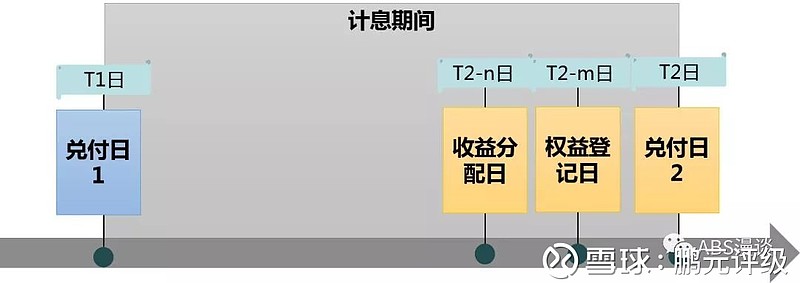 计息期间
T1日
T2-n日
T2-m日
T2日
兑付日
1
收益分
配日
权益登
记日
兑付日
2
ABS漫谈
雪球：鹏元评级